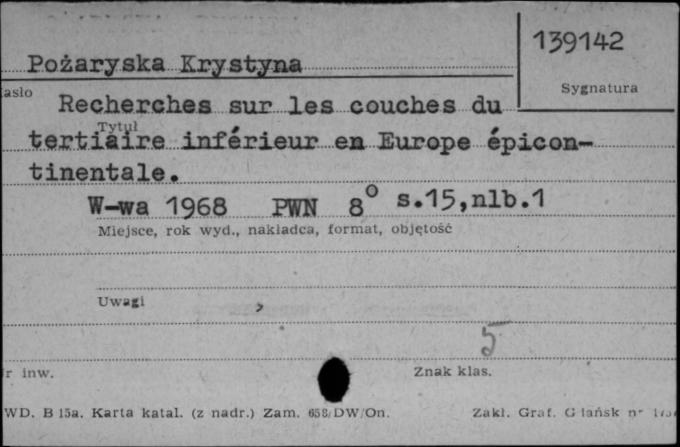 139142
Pożaryska Krystyna
Sygnatura
asło
Recherches sur les couches du
Tytuł
tertiaire inférieur en Europe épicon-
tinentale.
W-wa 1968 PWN 8° s.15,nlb.1
Miejsce, rok wyd., nakładca, format, objętość
Uwagi
5
r inw.
Znak klas.
WD. B 15a. Karta katal. (z nadr.) Zam. 658/DW/On. Zakł. Graf. Gdańsk nr